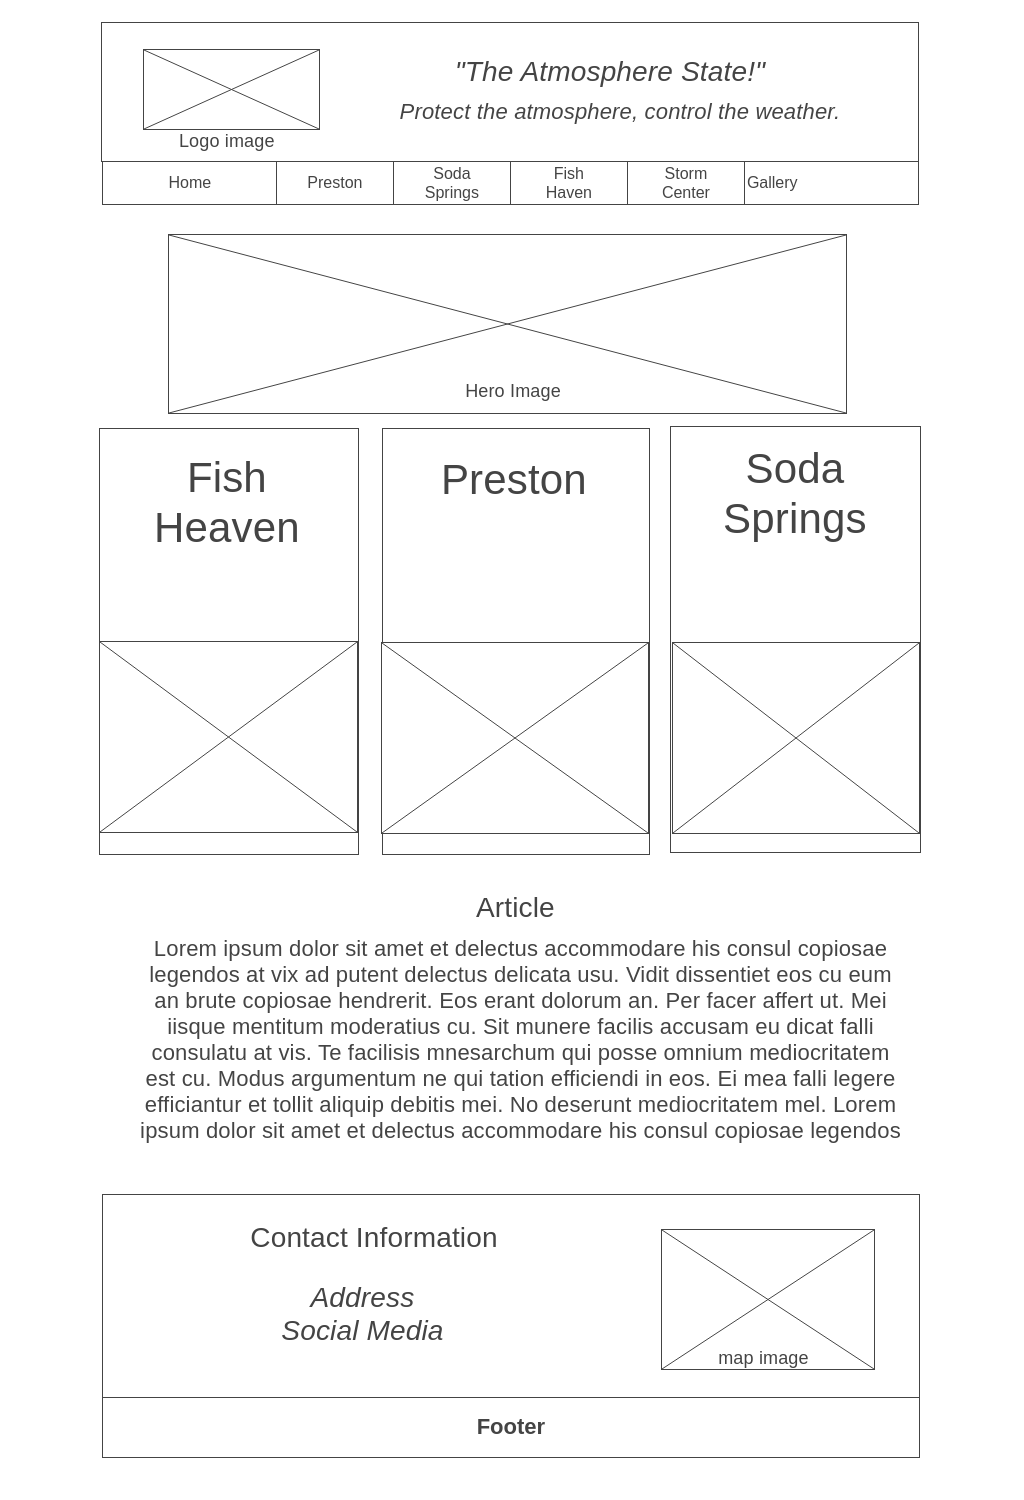 "The Atmosphere State!"
Protect the atmosphere, control the weather.
Logo image
Home
Preston
Soda
Springs
Fish
Haven
Storm
Center
Gallery
Hero Image
Fish
Heaven
Preston
Soda
Springs
Article
Lorem ipsum dolor sit amet et delectus accommodare his consul copiosae
legendos at vix ad putent delectus delicata usu. Vidit dissentiet eos cu eum
an brute copiosae hendrerit. Eos erant dolorum an. Per facer affert ut. Mei
iisque mentitum moderatius cu. Sit munere facilis accusam eu dicat falli
consulatu at vis. Te facilisis mnesarchum qui posse omnium mediocritatem
est cu. Modus argumentum ne qui tation efficiendi in eos. Ei mea falli legere
efficiantur et tollit aliquip debitis mei. No deserunt mediocritatem mel. Lorem
ipsum dolor sit amet et delectus accommodare his consul copiosae legendos
Contact Information
Address
Social Media
map image
Footer